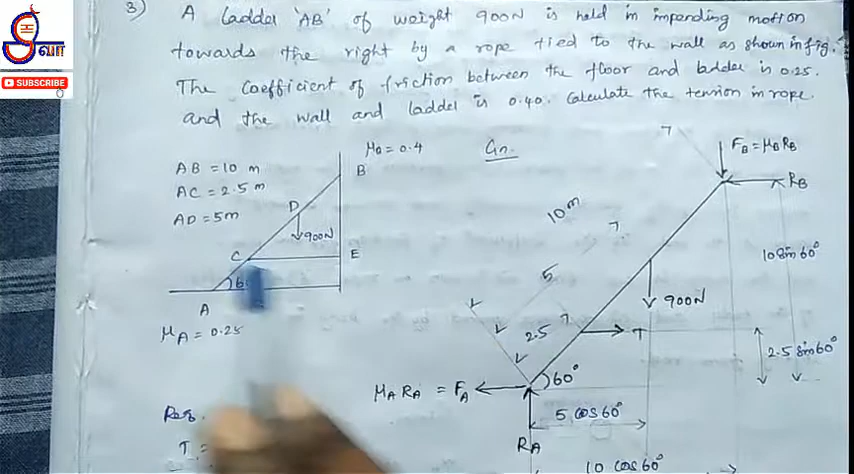 SUBSCRIBE
3) A ladder 'AB' of weight 900N is held in impending motion
towards the right by a rope tied to the wall as shown in fig.
The coefficient of friction between the floor and ladder is 0.25.
and the wall and ladder is 0.40. Calculate the tension in rope.
AB = 10 m
AC = 2.5 m
AD = 5m
μB = 0.4
B
D
900N
C
E
A
μA = 0.25
Req.
T =
Gn.
FB = μB RB
RB
10m
10 sin 60°
5
900N
2.5
T
2.5 sin 60°
μA RA = FA
60°
5 cos 60°
RA
10 cos 60°